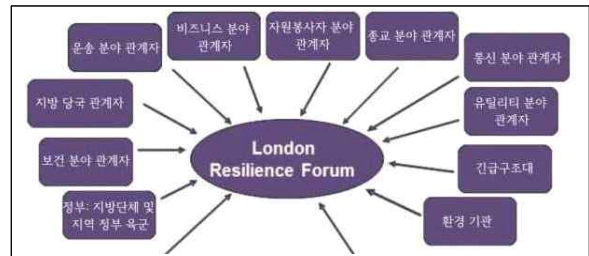 운송 분야 관계자
비즈니스 분야
관계자
자원봉사자 분야
관계자
종교 분야 관계자
통신 분야 관계자
지방 당국 관계자
유틸리티 분야
관계자
London
Resilience Forum
보건 분야 관계자
긴급구조대
정부: 지방단체 및
지역 정부 육군
환경 기관